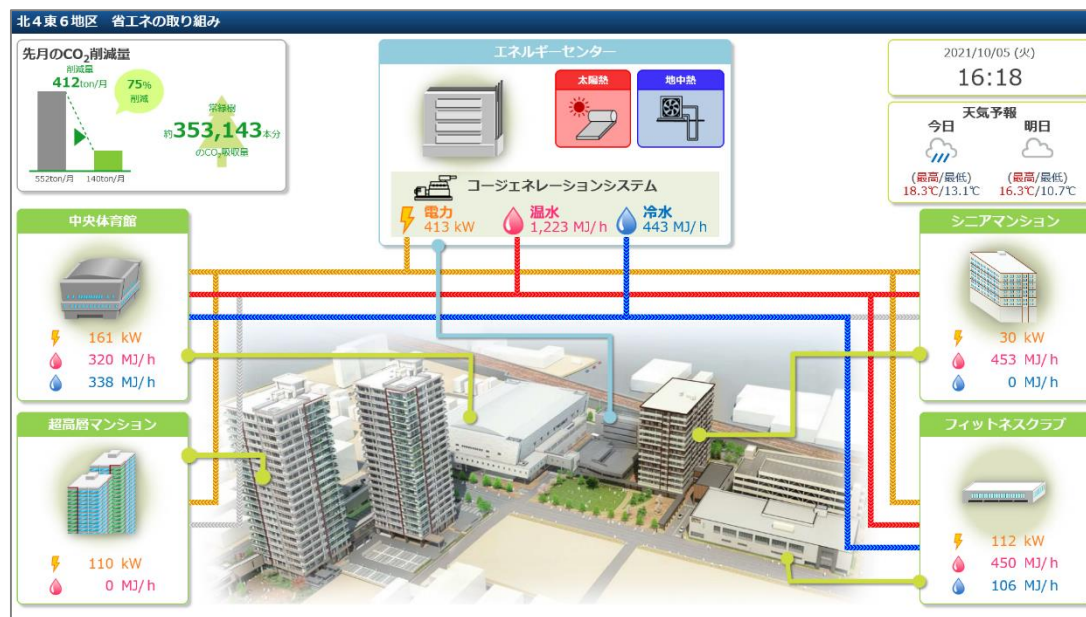 北4東6地区 省エネの取り組み
先月のCO₂削減量
削減量
412ton/月
75%
削減
常緑樹
約353,143本分
のCO₂吸収量
552ton/月
140ton/月
エネルギーセンター
太陽熱
地中熱
コージェネレーションシステム
電力
413 kW
温水
1,223 MJ/h
冷水
443 MJ/h
2021/10/05 (火)
16:18
天気予報
今日
明日
(最高/最低)
18.3℃/13.1℃
(最高/最低)
16.3℃/10.7℃
中央体育館
161 kW
320 MJ/h
338 MJ/h
超高層マンション
110 kW
0 MJ/h
シニアマンション
30 kW
453 MJ/h
0 MJ/h
フィットネスクラブ
112 kW
450 MJ/h
106 MJ/h